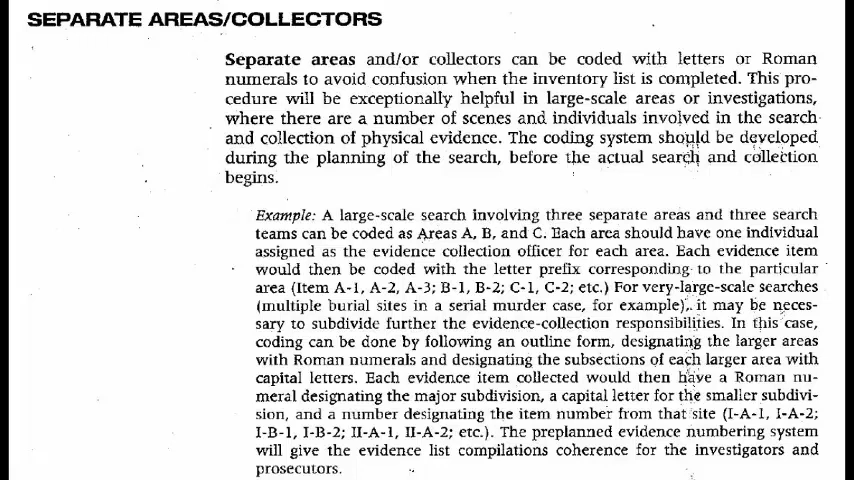 SEPARATE AREAS/COLLECTORS
Separate areas and/or collectors can be coded with letters or Roman
numerals to avoid confusion when the inventory list is completed. This pro-
cedure will be exceptionally helpful in large-scale areas or investigations,
where there are a number of scenes and individuals involved in the search
and collection of physical evidence. The coding system should be developed
during the planning of the search, before the actual search and collection
begins.
Example: A large-scale search involving three separate areas and three search
teams can be coded as Areas A, B, and C. Each area should have one individual
assigned as the evidence collection officer for each area. Each evidence item
would then be coded with the letter prefix corresponding to the particular
area (Item A-1, A-2, A-3; B-1, B-2; C-1, C-2; etc.) For very-large-scale searches
(multiple burial sites in a serial murder case, for example), it may be neces-
sary to subdivide further the evidence-collection responsibilities. In this case,
coding can be done by following an outline form, designating the larger areas
with Roman numerals and designating the subsections of each larger area with
capital letters. Each evidence item collected would then have a Roman nu-
meral designating the major subdivision, a capital letter for the smaller subdivi-
sion, and a number designating the item number from that site (I-A-1, I-A-2;
I-B-1, I-B-2; II-A-1, II-A-2; etc.). The preplanned evidence numbering system
will give the evidence list compilations coherence for the investigators and
prosecutors.